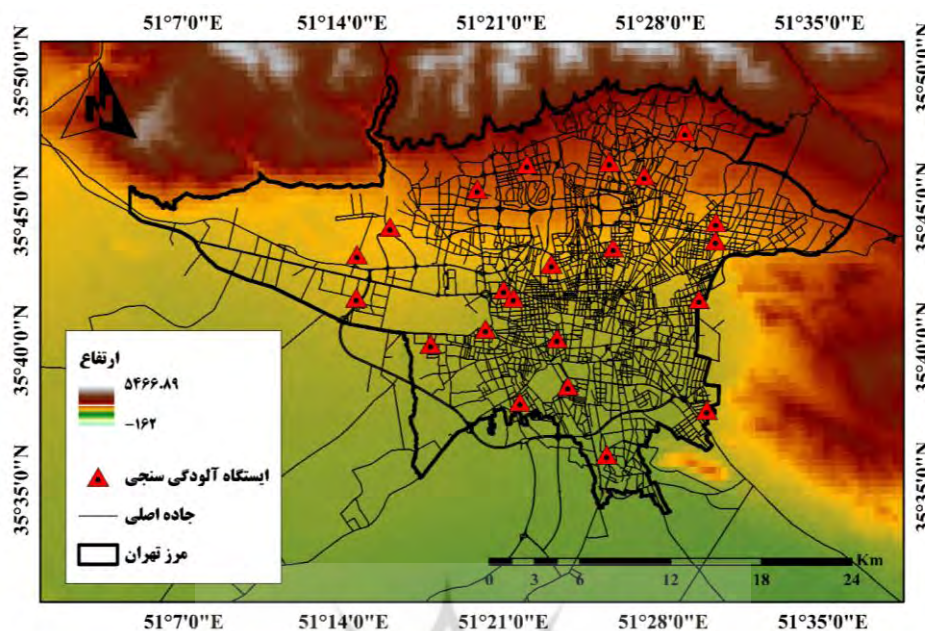 51°7'0"E 51°14'0"E 51°21'0"E 51°28'0"E 51°35'0"E
35°50'0"N 35°50'0"N
N
35°45'0"N 35°45'0"N
35°40'0"N 35°40'0"N
35°35'0"N 35°35'0"N
ارتفاع
۵۴۶۶.۸۹
-۱۶۲
ایستگاه آلودگی سنجی
جاده اصلی
مرز تهران
Km
0 3 6 12 18 24
51°7'0"E 51°14'0"E 51°21'0"E 51°28'0"E 51°35'0"E